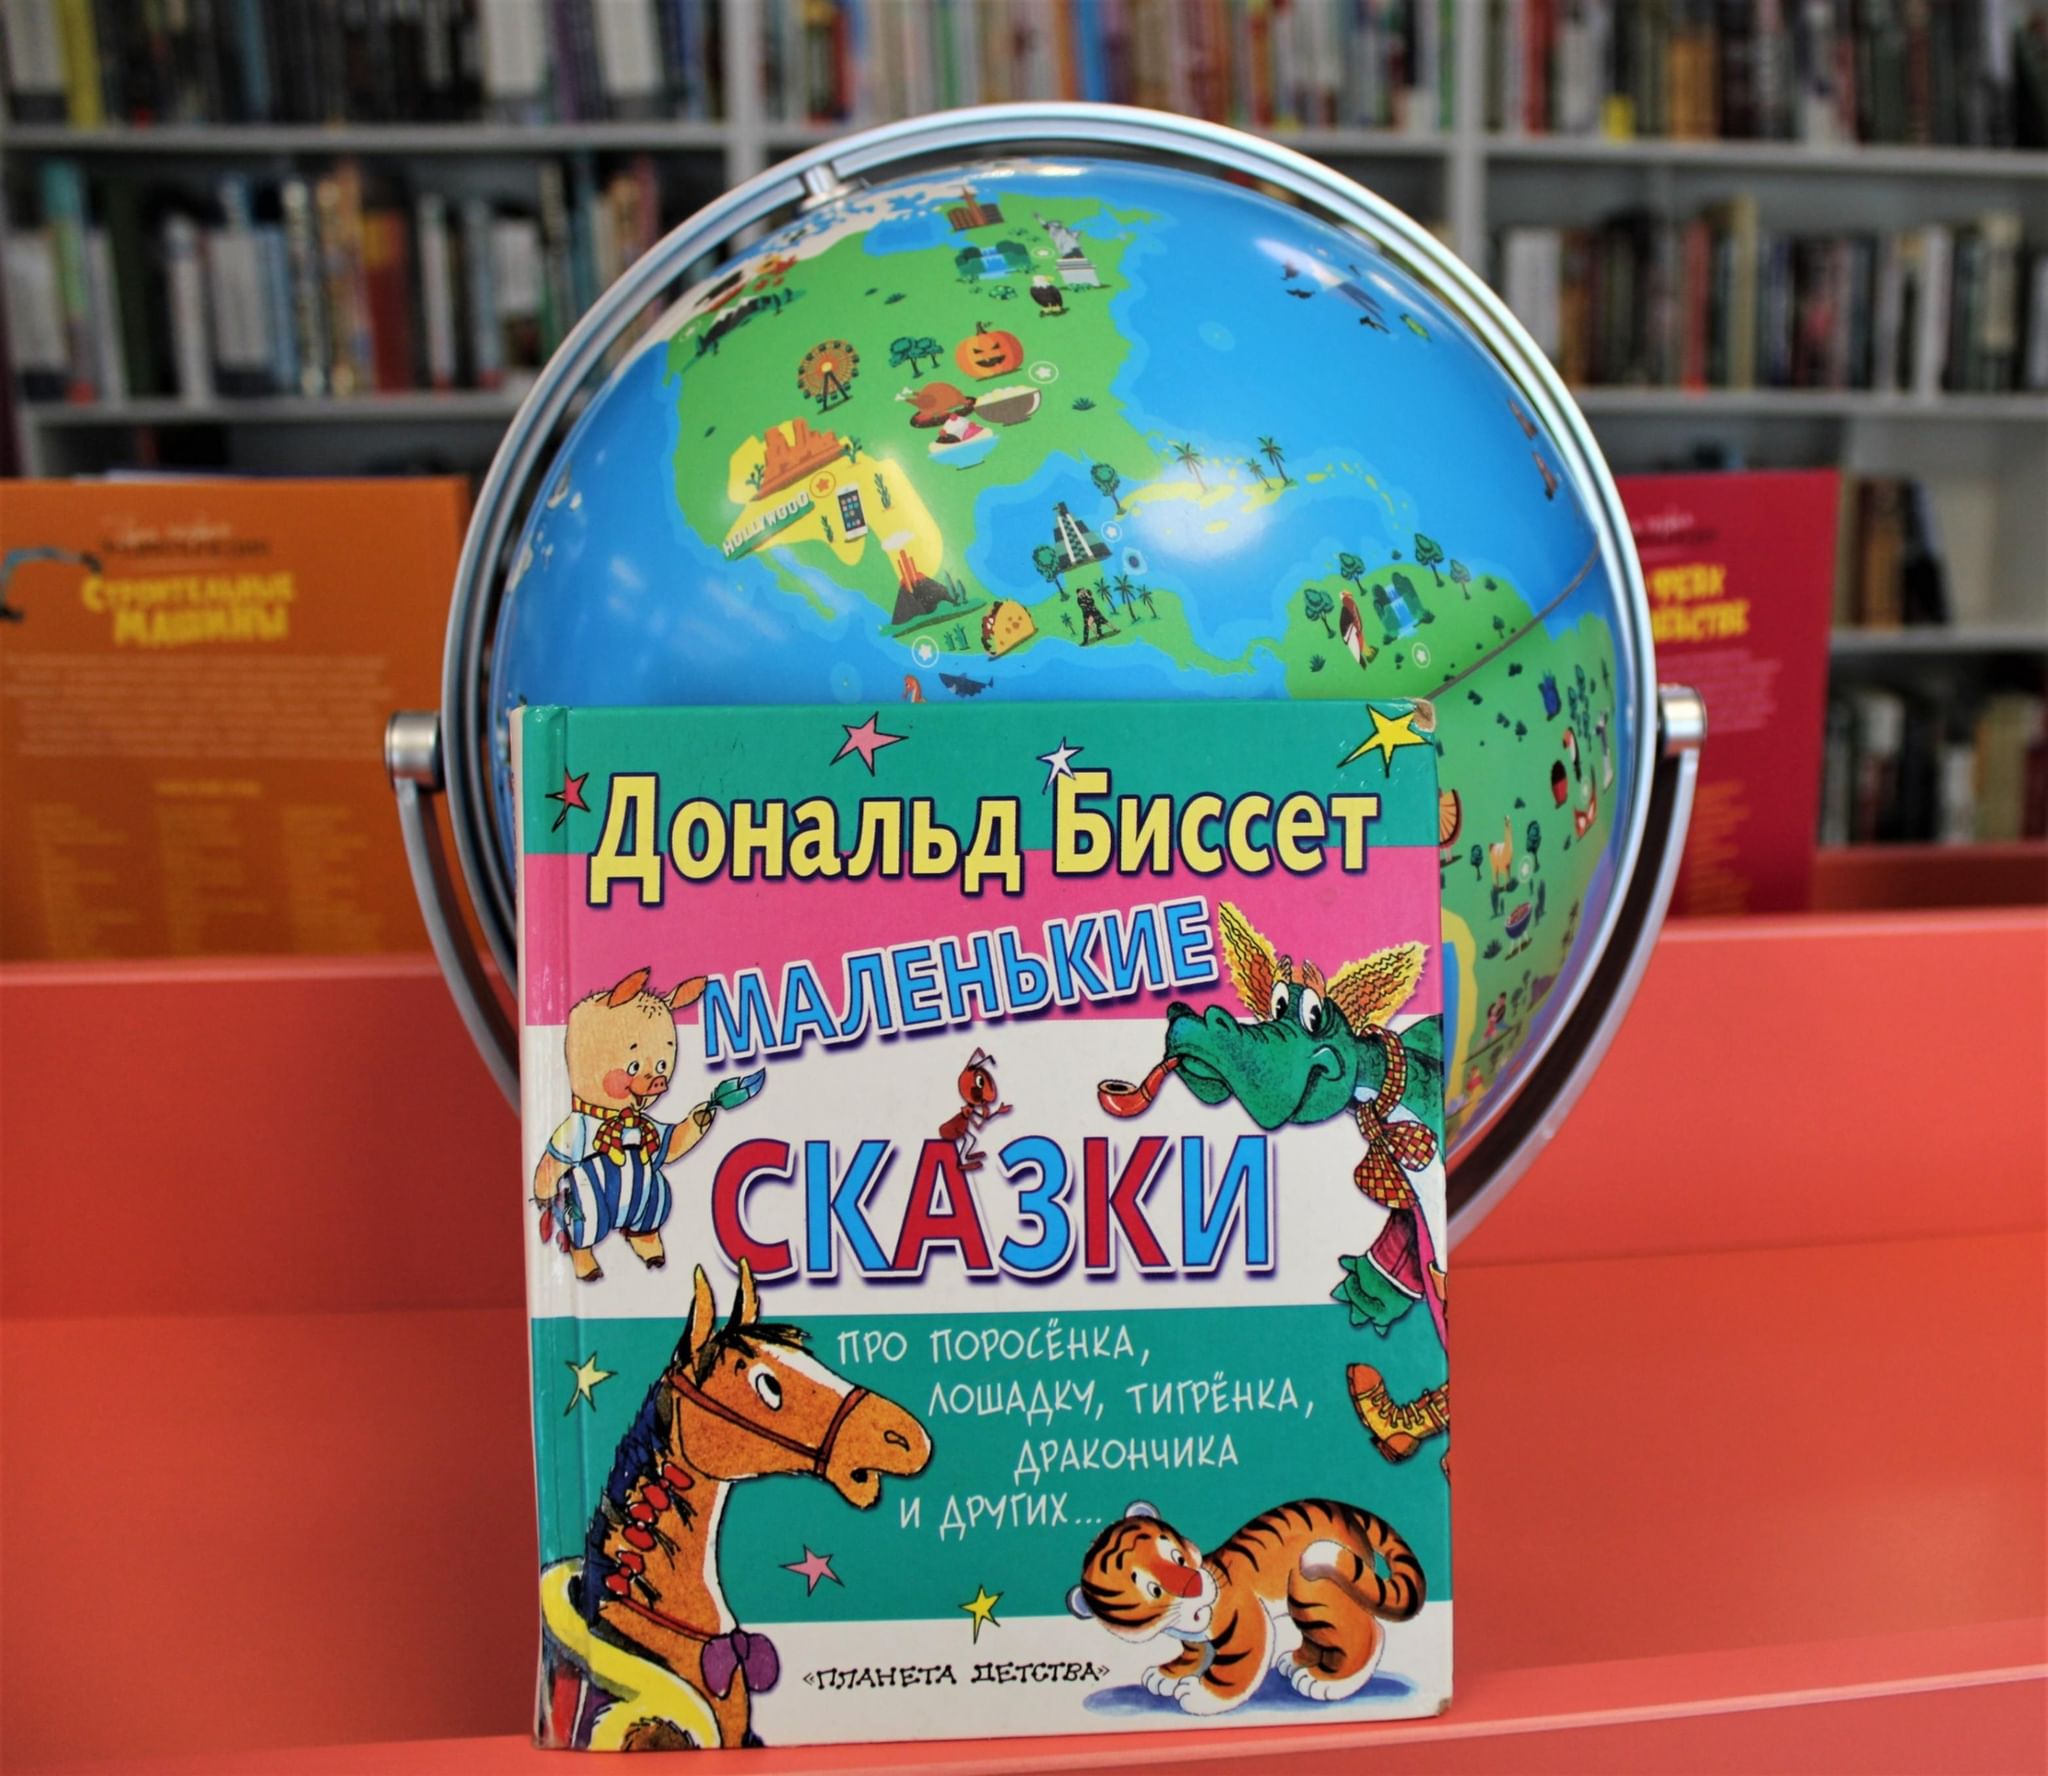 HOLLYWOOD
СТРОИТЕЛЬНЫЕ
МАШИНЫ
Дональд Биссет
МАЛЕНЬКИЕ
СКАЗКИ
ПРО ПОРОСЁНКА,
ЛОШАДКУ, ТИГРЁНКА,
ДРАКОНЧИКА
И ДРУГИХ...
«ПЛАНЕТА ДЕТСТВА»